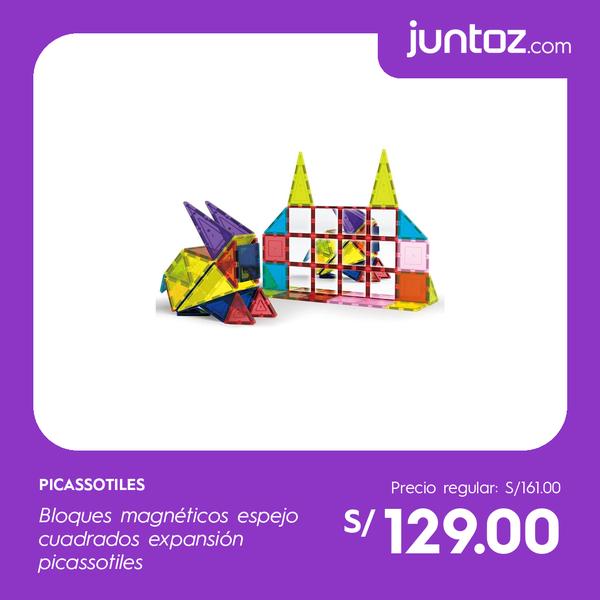 juntoz.com
PICASSOTILES
Bloques magnéticos espejo
cuadrados expansión
picassotiles
Precio regular: S/161.00
S/ 129.00